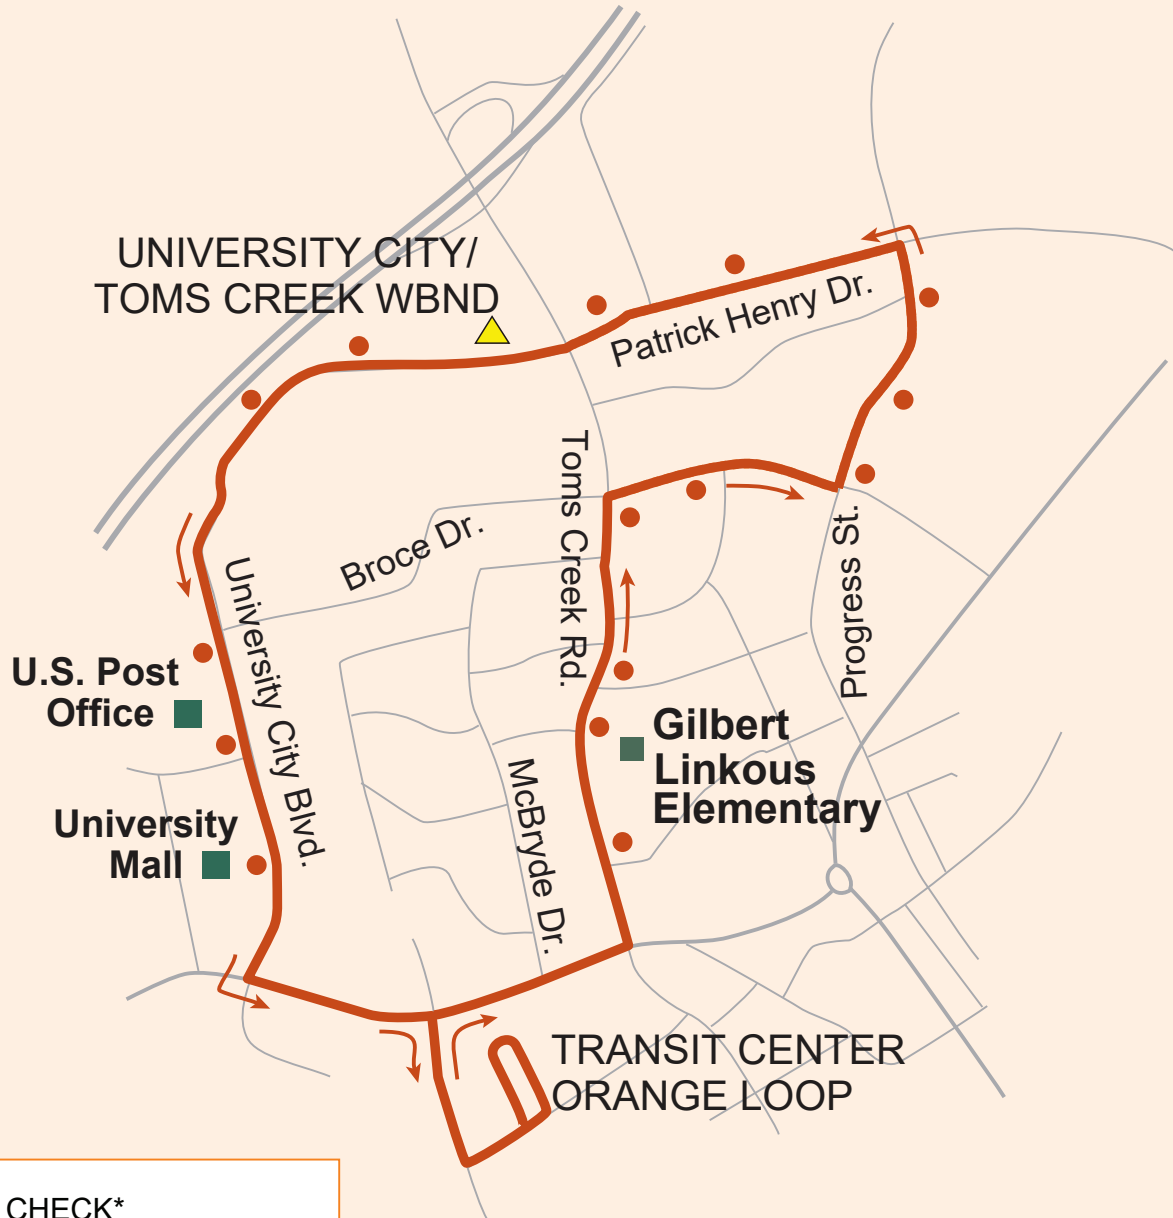 UNIVERSITY CITY/
TOMS CREEK WBND
Patrick Henry Dr.
Toms Creek Rd.
Broce Dr.
Progress St.
University City Blvd.
U.S. Post
Office
Gilbert
Linkous
Elementary
McBryde Dr.
University
Mall
TRANSIT CENTER
ORANGE LOOP
CHECK*